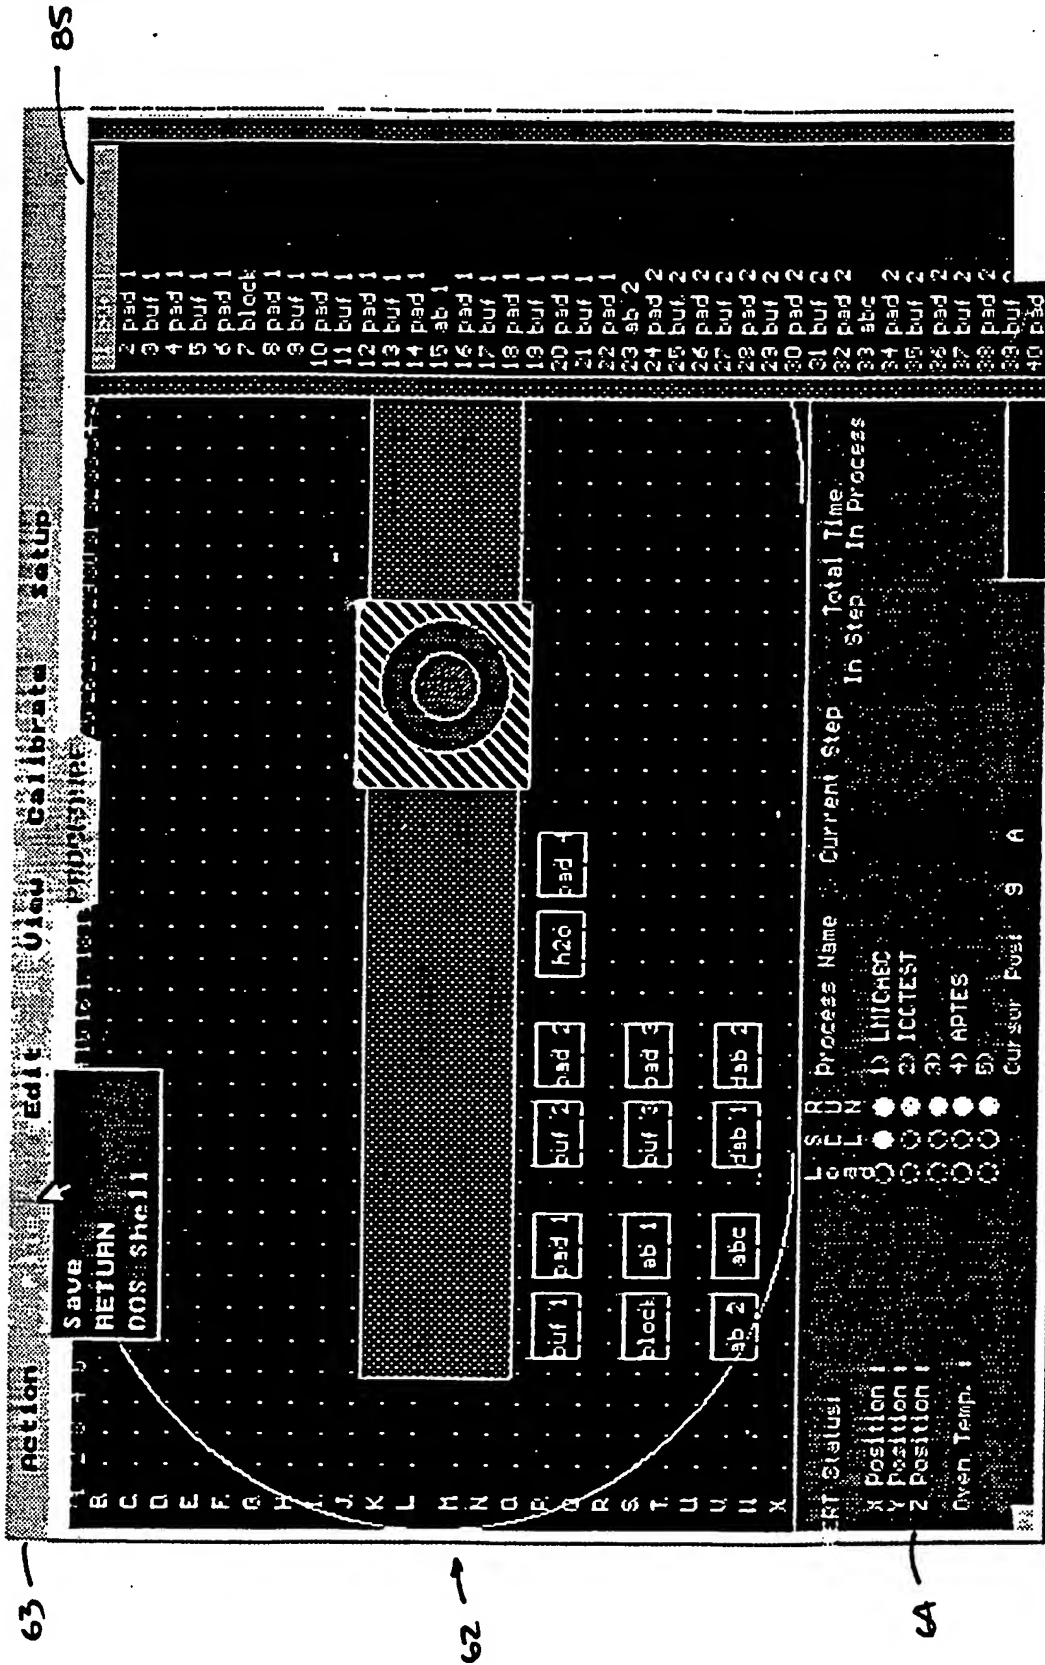 85
63
62
64
Action Edit View Calibrate Setup
PROCEDURE
Save
RETURN
DOS Shell
B
C
D
E
F
G
H
I
J
K
L
M
N
O
P
Q
R
S
T
U
V
W
X
buf 1 pad 1 buf 2 pad 2 h2o pad 4
block ab 1 buf 3 pad 3
ab 2 abc dab 1 dab 2
2 pad 1
3 buf 1
4 pad 1
5 buf 1
6 pad 1
7 block
8 pad 1
9 buf 1
10 pad 1
11 buf 1
12 pad 1
13 buf 1
14 pad 1
15 ab 1
16 pad 1
17 buf 1
18 pad 1
19 buf 1
20 pad 1
21 buf 1
22 pad 1
23 ab 2
24 pad 2
25 buf 2
26 pad 2
27 buf 2
28 pad 2
29 buf 2
30 pad 2
31 buf 2
32 pad 2
33 abc
34 pad 2
35 buf 2
36 pad 2
37 buf 2
38 pad 2
39 buf 2
40 pad
ERT Status:
X Position :
Y Position :
Z Position :
Oven Temp. :
Process Name Current Step Total Time
In Step In Process
1) LMICHEC
2) ICCTEST
3)
4) APTES
5)
Cursor Pos: 9 A